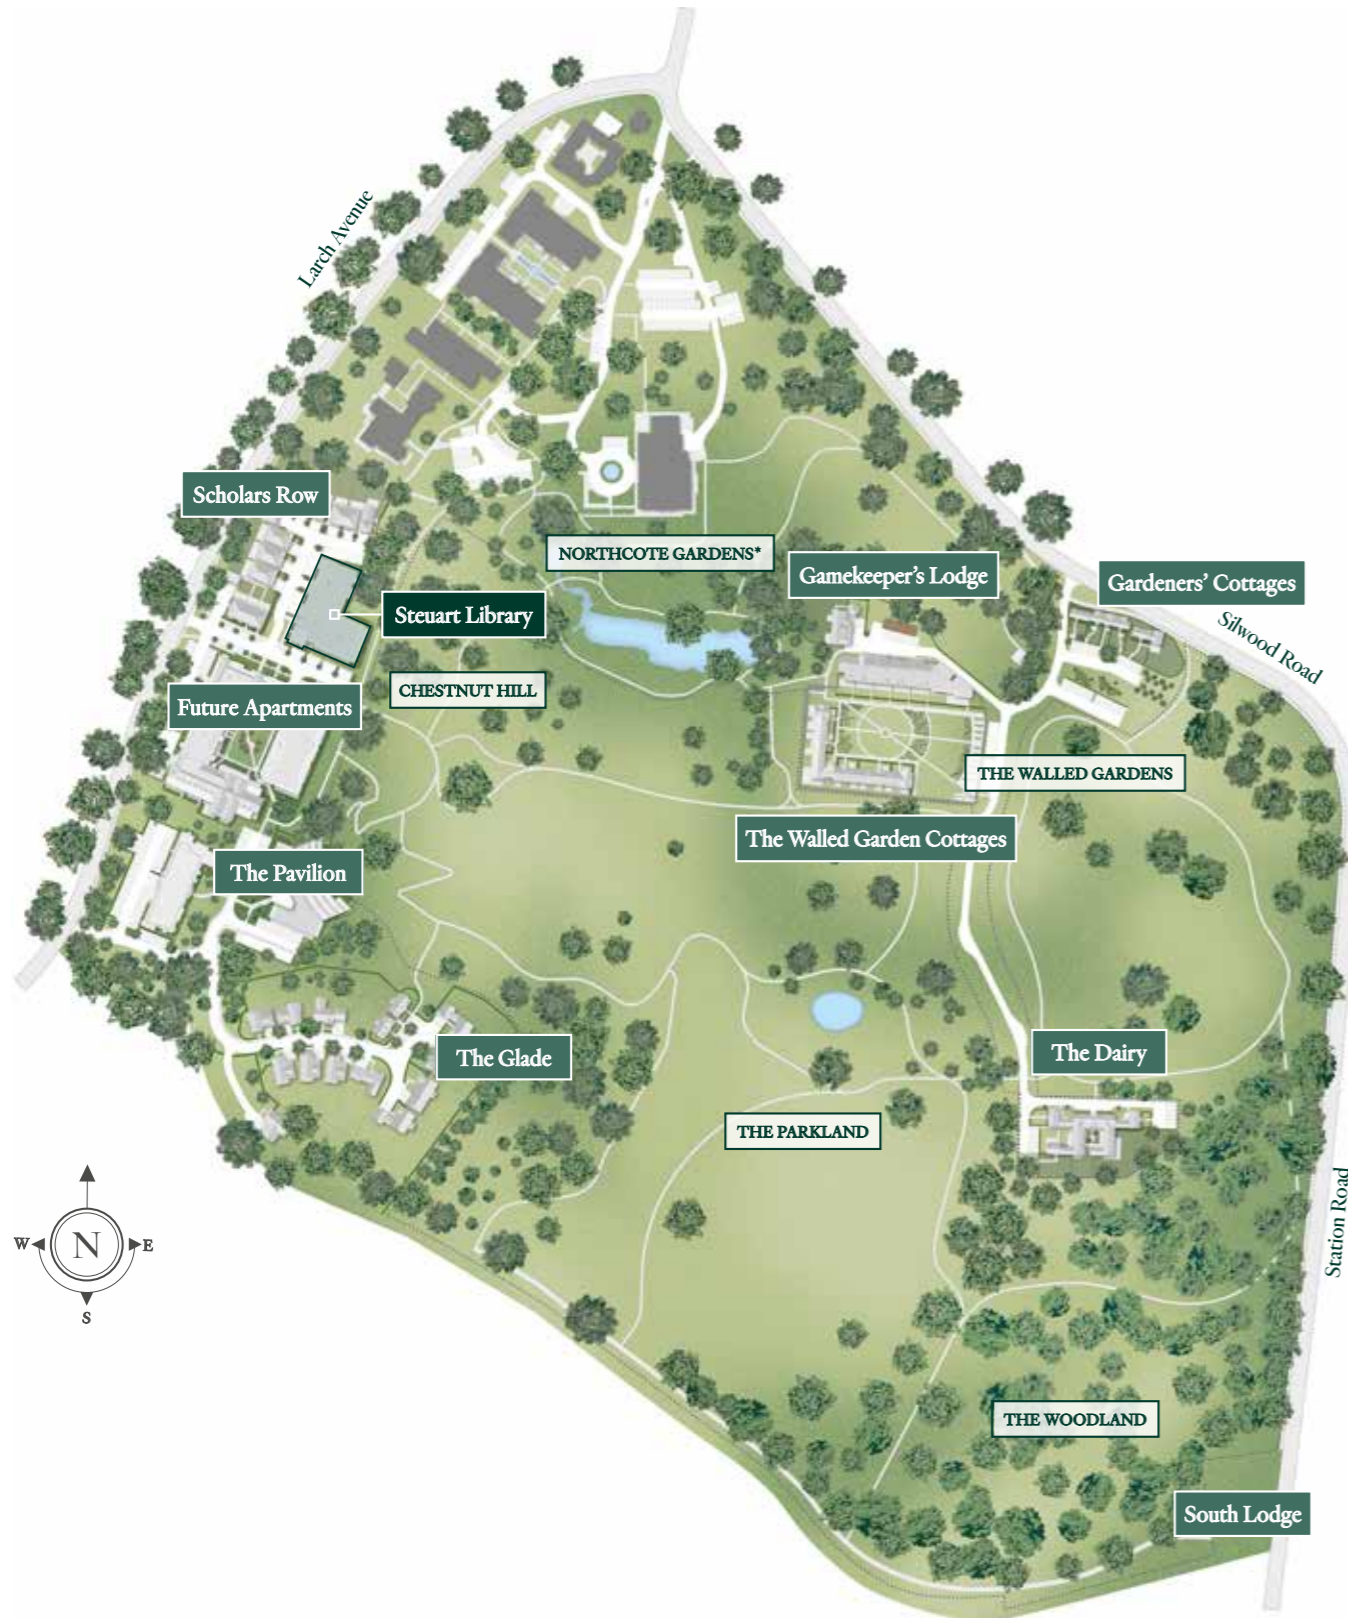 Larch Avenue
Scholars Row
NORTHCOTE GARDENS*
Gamekeeper's Lodge
Gardeners' Cottages
Steuart Library
Silwood Road
CHESTNUT HILL
Future Apartments
THE WALLED GARDENS
The Walled Garden Cottages
The Pavilion
The Glade
The Dairy
THE PARKLAND
N
W
E
S
Station Road
THE WOODLAND
South Lodge